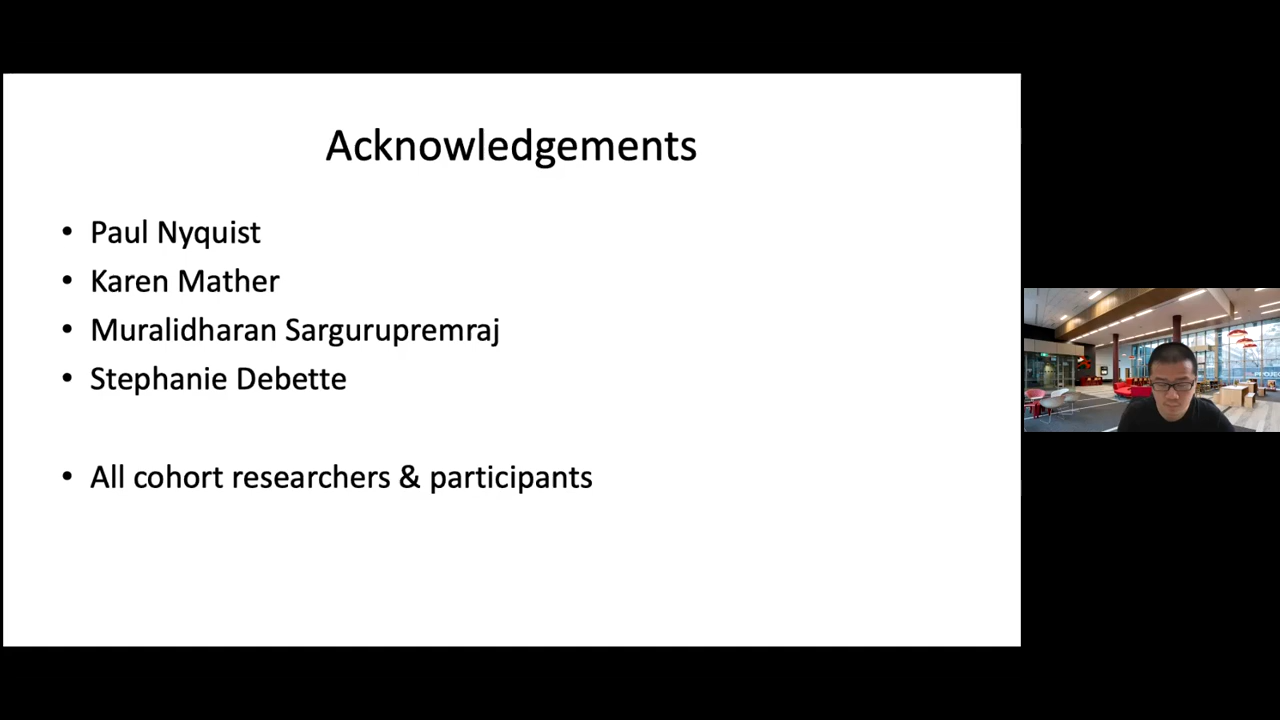 Acknowledgements
• Paul Nyquist
• Karen Mather
• Muralidharan Sargurupremraj
• Stephanie Debette
• All cohort researchers & participants